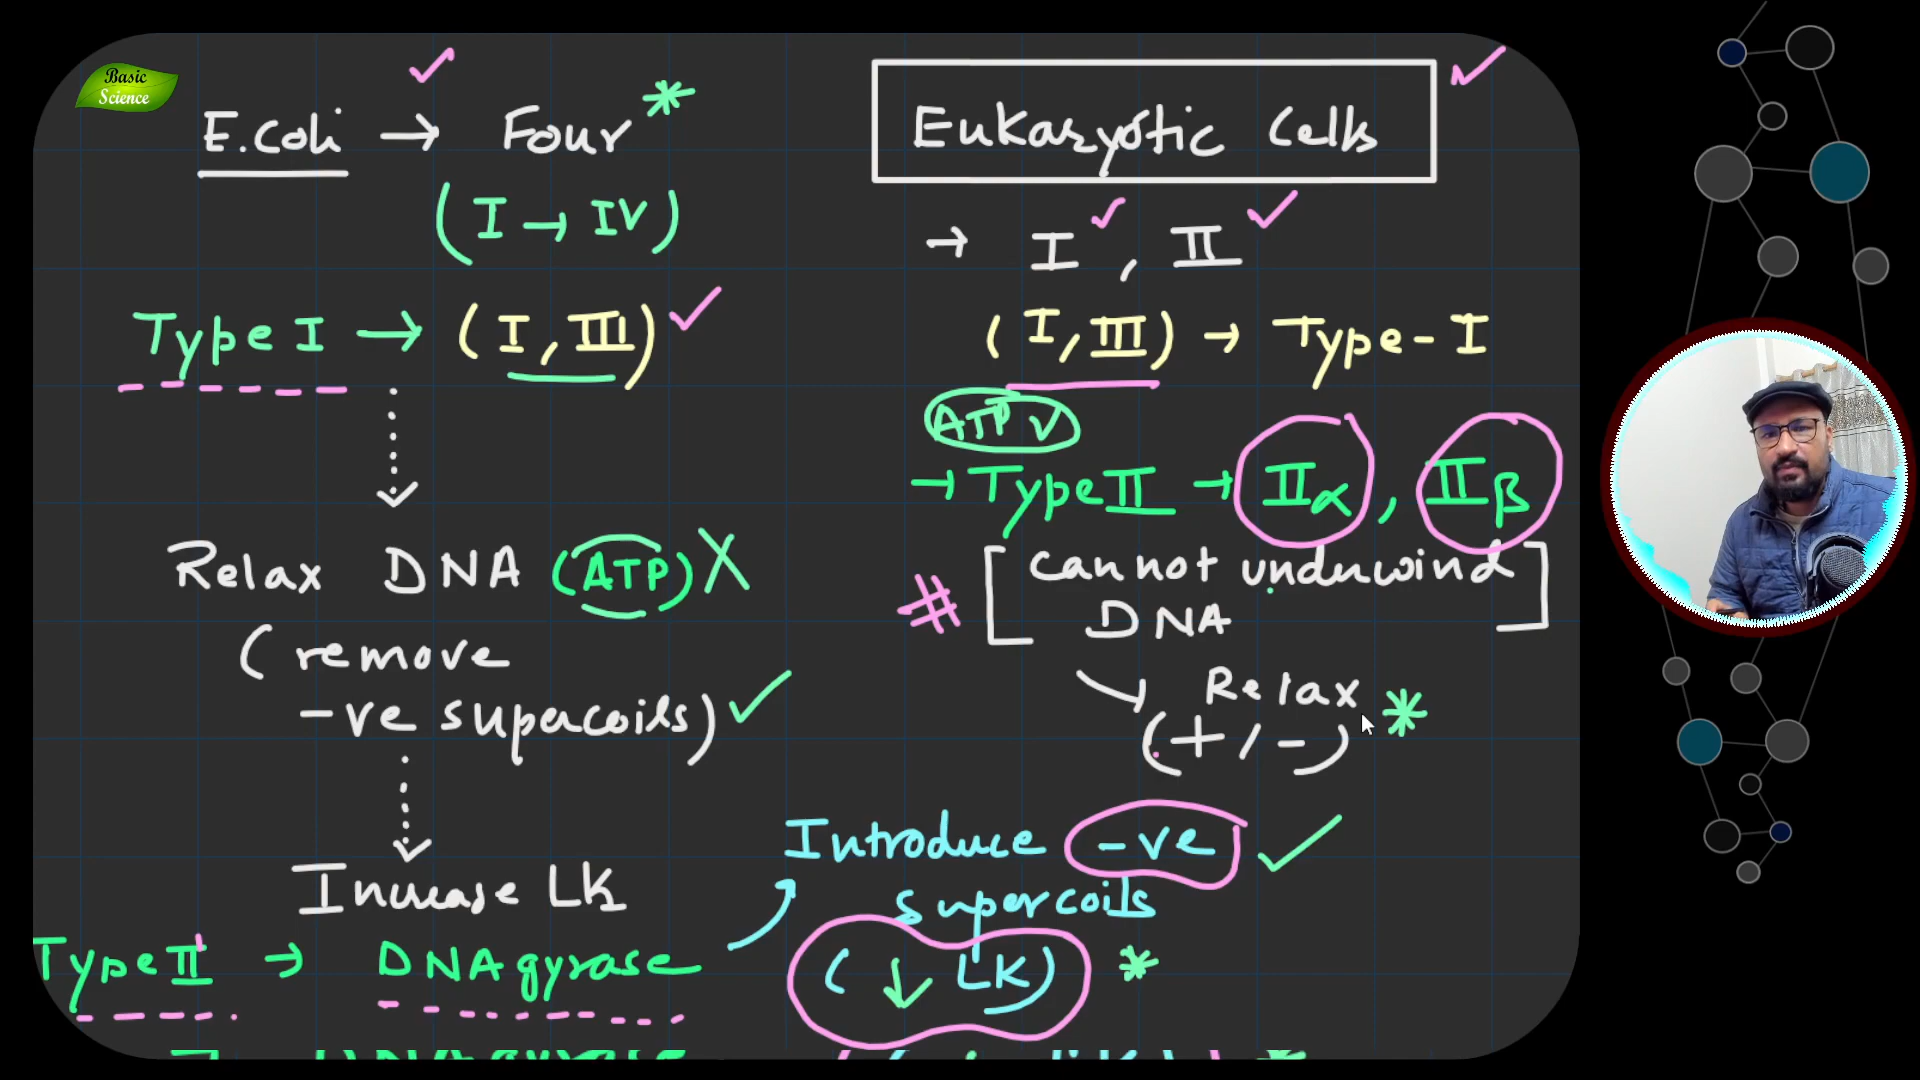 Basic
Science
E.coli → Four *
(I → IV)
Type I → (I, III)
Relax DNA (ATP) X
(remove
-ve supercoils)
Increase LK
Type II → DNA gyrase
Introduce -ve
supercoils
(↓ LK) *
Eukaryotic Cells
→ I, II
(I, III) → Type-I
ATP ✓
→ Type II → IIα, IIβ
# [cannot underwind
DNA]
Relax *
(+/-)